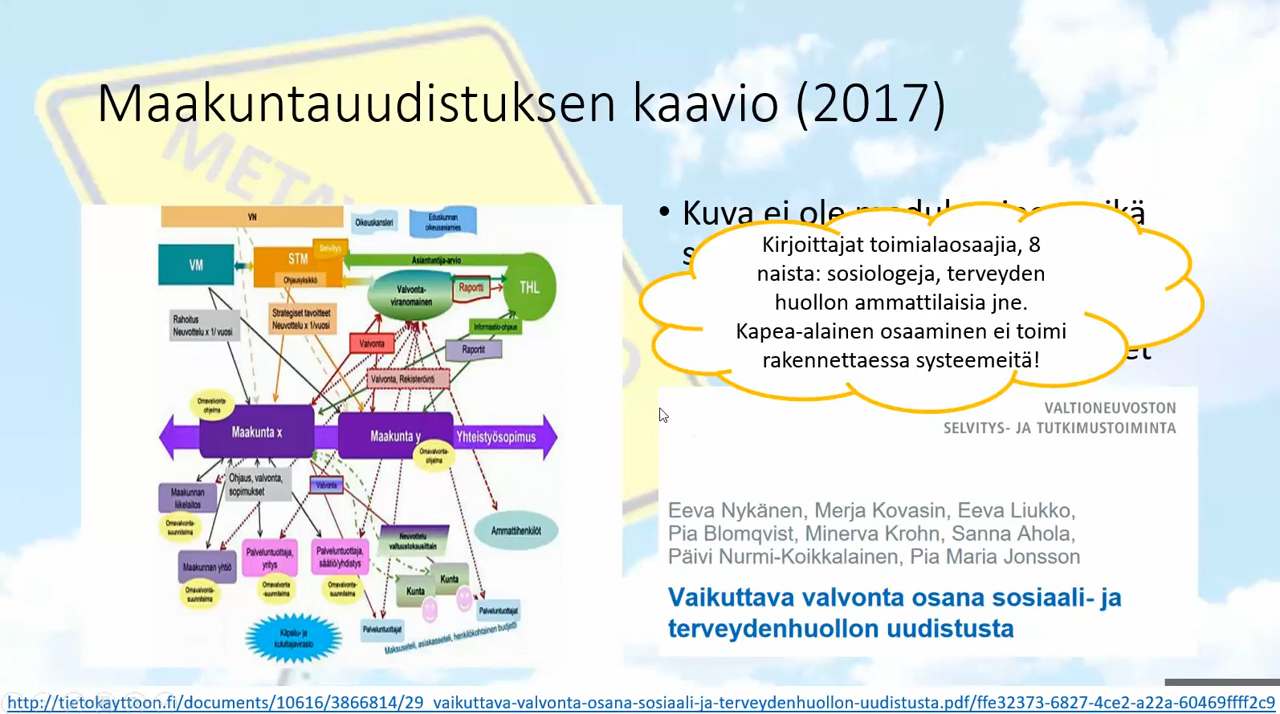 Maakuntauudistuksen kaavio (2017)
• Kuva ei ole
Kirjoittajat toimialaosaajia, 8
naista: sosiologeja, terveyden
huollon ammattilaisia jne.
Kapea-alainen osaaminen ei toimi
rakennettaessa systeemeitä!
VN
Oikeuskansleri
Eduskunnan
oikeusasiamies
VM
STM
Selvitys
Ohjausyksikkö
Asiantuntija-arvio
Valvonta-
viranomainen
Raportti
THL
Rahoitus
Neuvottelu x 1/ vuosi
Strategiset tavoitteet
Neuvottelu x 1/vuosi
Informaatio-ohjaus
Valvonta
Raportit
Valvonta, Rekisteröinti
Omavalvonta-
ohjelma
Maakunta x
Maakunta y
Yhteistyösopimus
Omavalvonta-
ohjelma
Maakunnan
liikelaitos
Ohjaus, valvonta,
sopimukset
Valvonta
Omavalvonta-
suunnitelma
Ammattihenkilöt
Neuvottelu
valtuustokausittain
Maakunnan yhtiö
Palveluntuottaja,
yritys
Palveluntuottaja,
säätiö/yhdistys
Kunta
Kunta
Omavalvonta-
suunnitelma
Omavalvonta
-suunnitelma
Omavalvonta-
suunnitelma
Kilpailu- ja
kuluttajavirasto
Palveluntuottajat
Palveluntuottajat
Maksuseteli, asiakasseteli, henkilökohtainen budjetti
VALTIONEUVOSTON
SELVITYS- JA TUTKIMUSTOIMINTA
Eeva Nykänen, Merja Kovasin, Eeva Liukko,
Pia Blomqvist, Minerva Krohn, Sanna Ahola,
Päivi Nurmi-Koikkalainen, Pia Maria Jonsson
Vaikuttava valvonta osana sosiaali- ja
terveydenhuollon uudistusta
http://tietokayttoon.fi/documents/10616/3866814/29_vaikuttava-valvonta-osana-sosiaali-ja-terveydenhuollon-uudistusta.pdf/ffe32373-6827-4ce2-a22a-60469ffff2c9